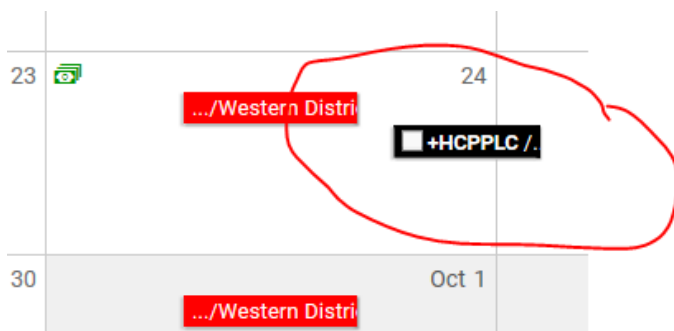 23 24
.../Western Distri
+HCPPLC /..
30 Oct 1
.../Western Distri